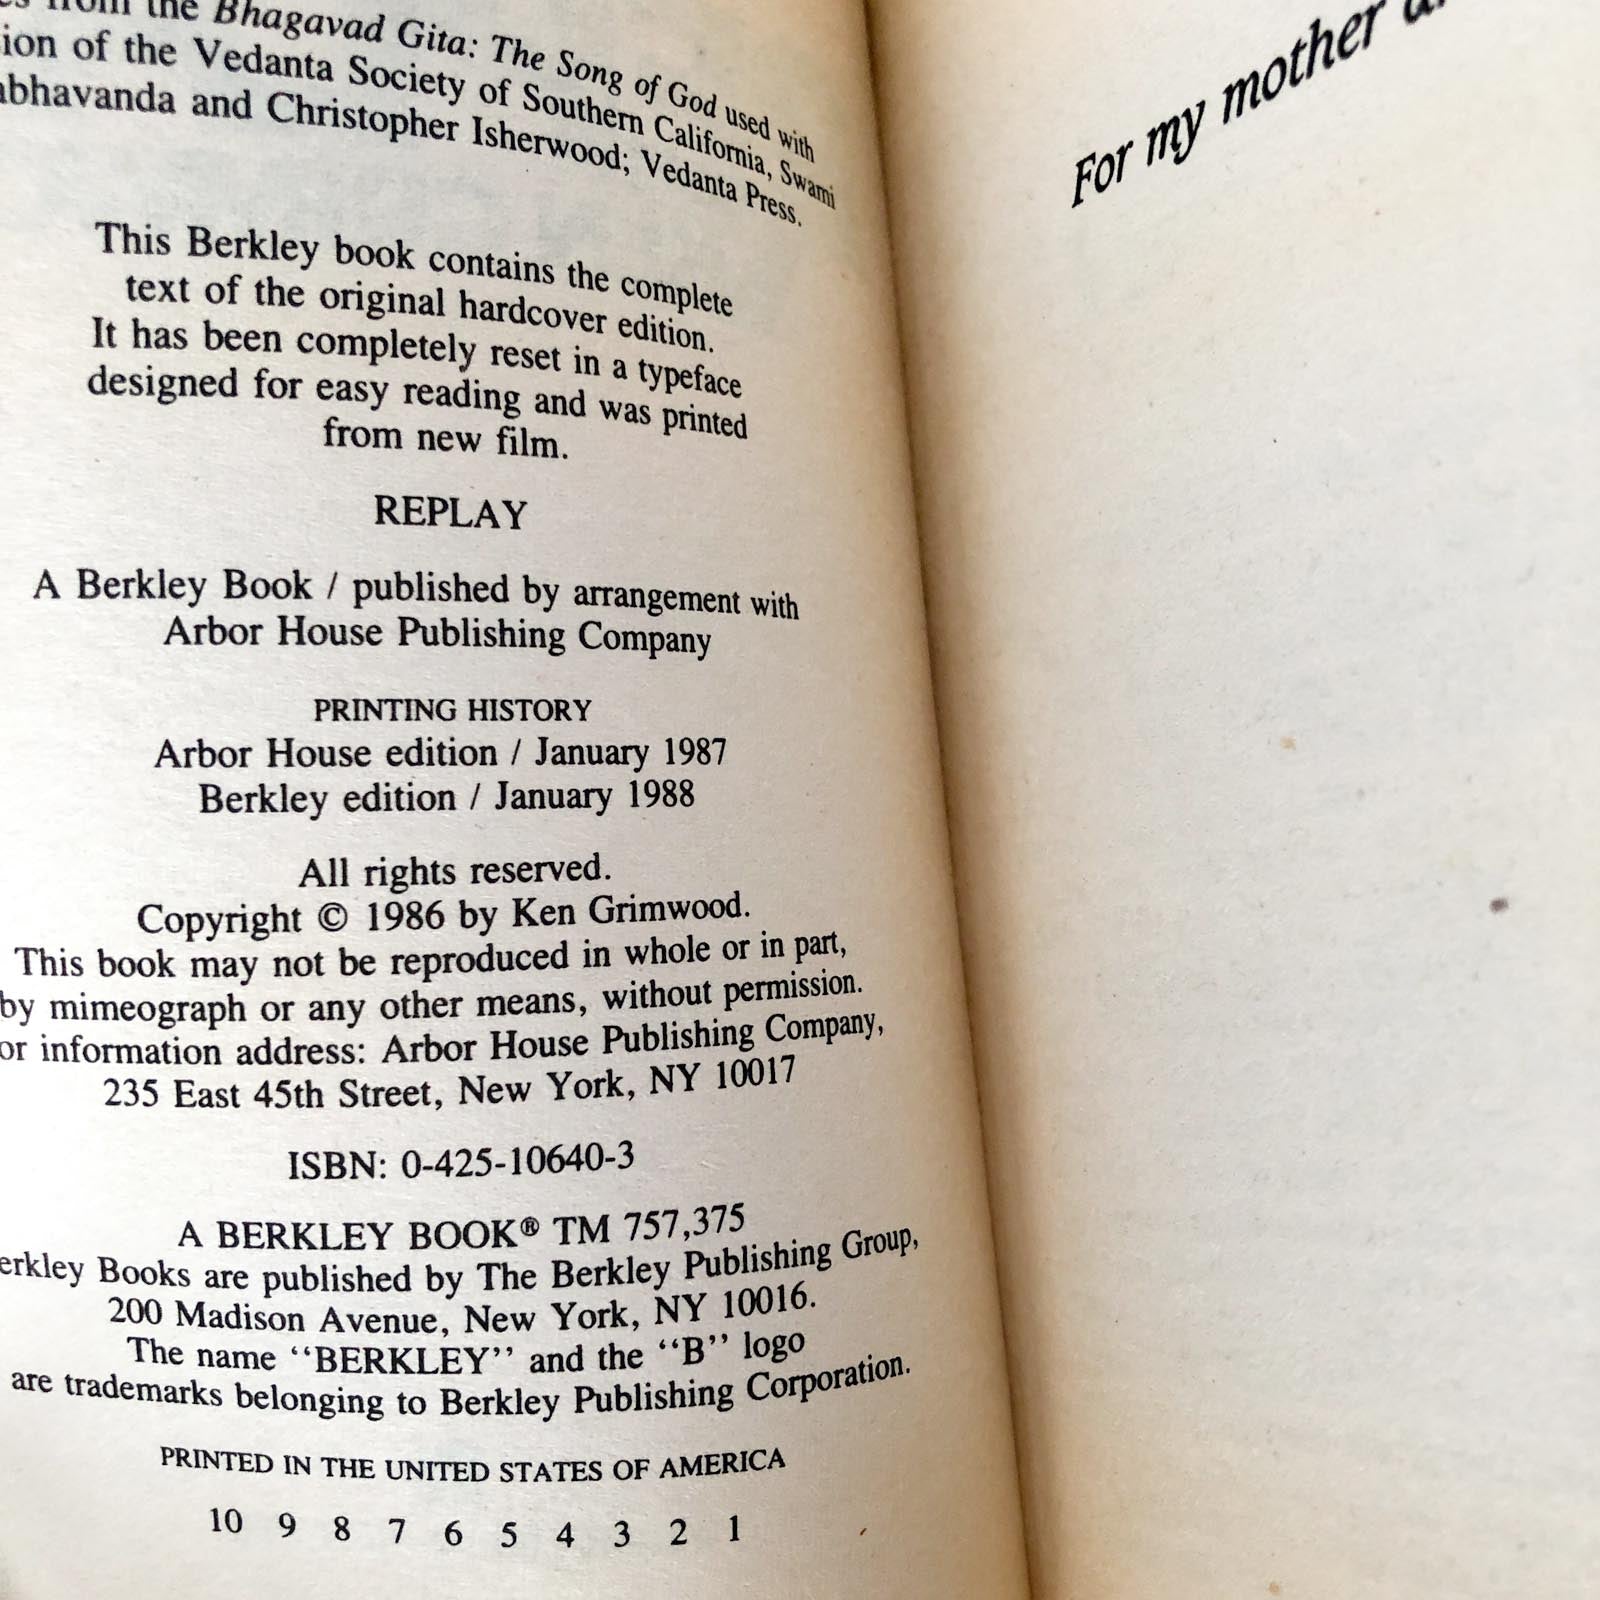 from the Bhagavad Gita: The Song of God used with
ion of the Vedanta Society of Southern California, Swami
abhavanda and Christopher Isherwood; Vedanta Press.
This Berkley book contains the complete
text of the original hardcover edition.
It has been completely reset in a typeface
designed for easy reading and was printed
from new film.
REPLAY
A Berkley Book / published by arrangement with
Arbor House Publishing Company
PRINTING HISTORY
Arbor House edition / January 1987
Berkley edition / January 1988
All rights reserved.
Copyright © 1986 by Ken Grimwood.
This book may not be reproduced in whole or in part,
by mimeograph or any other means, without permission.
or information address: Arbor House Publishing Company,
235 East 45th Street, New York, NY 10017
ISBN: 0-425-10640-3
A BERKLEY BOOK® TM 757,375
erkley Books are published by The Berkley Publishing Group,
200 Madison Avenue, New York, NY 10016.
The name ‘‘BERKLEY’’ and the ‘‘B’’ logo
are trademarks belonging to Berkley Publishing Corporation.
PRINTED IN THE UNITED STATES OF AMERICA
10 9 8 7 6 5 4 3 2 1
For my mother